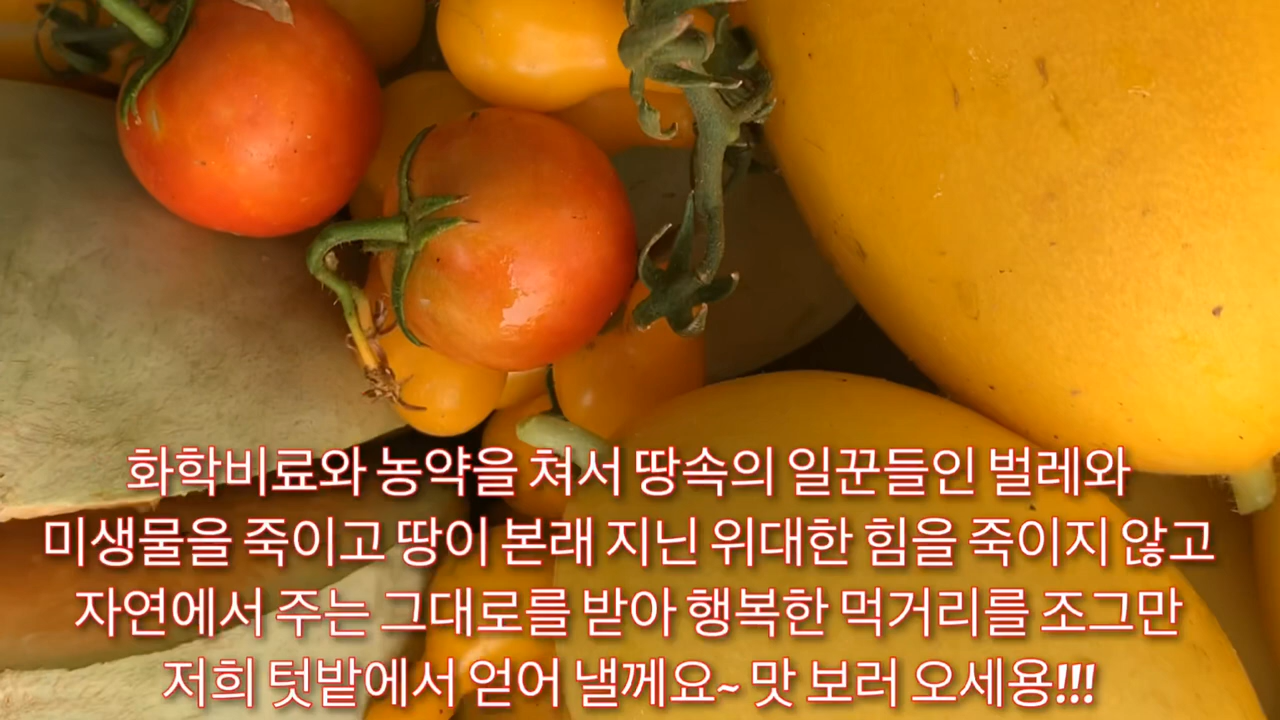 화학비료와 농약을 쳐서 땅속의 일꾼들인 벌레와
미생물을 죽이고 땅이 본래 지닌 위대한 힘을 죽이지 않고
자연에서 주는 그대로를 받아 행복한 먹거리를 조그만
저희 텃밭에서 얻어 낼께요~ 맛 보러 오세용!!!